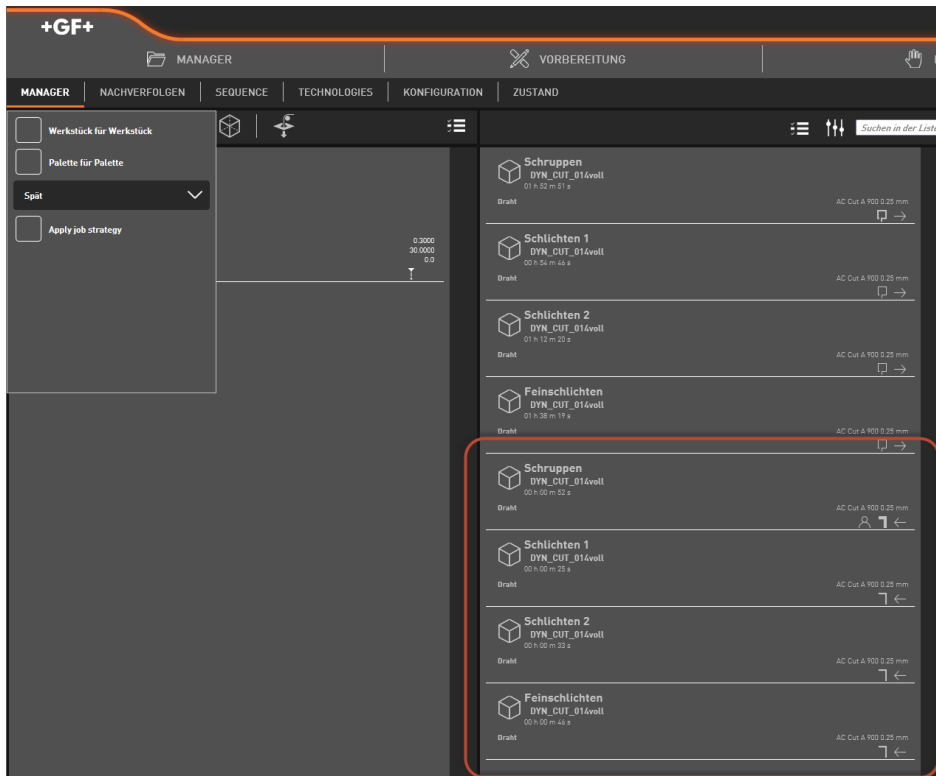 +GF+
MANAGER
VORBEREITUNG
MANAGER
NACHVERFOLGEN
SEQUENCE
TECHNOLOGIES
KONFIGURATION
ZUSTAND
Werkstück für Werkstück
Palette für Palette
Spät
Apply job strategy
0.3000
30.0000
0.0
Suchen in der Liste
Schruppen
DYN_CUT_014voll
01 h 52 m 51 s
Draht
AC Cut A 900 0.25 mm
Schlichten 1
DYN_CUT_014voll
00 h 54 m 46 s
Draht
AC Cut A 900 0.25 mm
Schlichten 2
DYN_CUT_014voll
01 h 12 m 20 s
Draht
AC Cut A 900 0.25 mm
Feinschlichten
DYN_CUT_014voll
01 h 38 m 19 s
Draht
AC Cut A 900 0.25 mm
Schruppen
DYN_CUT_014voll
00 h 00 m 52 s
Draht
AC Cut A 900 0.25 mm
Schlichten 1
DYN_CUT_014voll
00 h 00 m 25 s
Draht
AC Cut A 900 0.25 mm
Schlichten 2
DYN_CUT_014voll
00 h 00 m 33 s
Draht
AC Cut A 900 0.25 mm
Feinschlichten
DYN_CUT_014voll
00 h 00 m 46 s
Draht
AC Cut A 900 0.25 mm